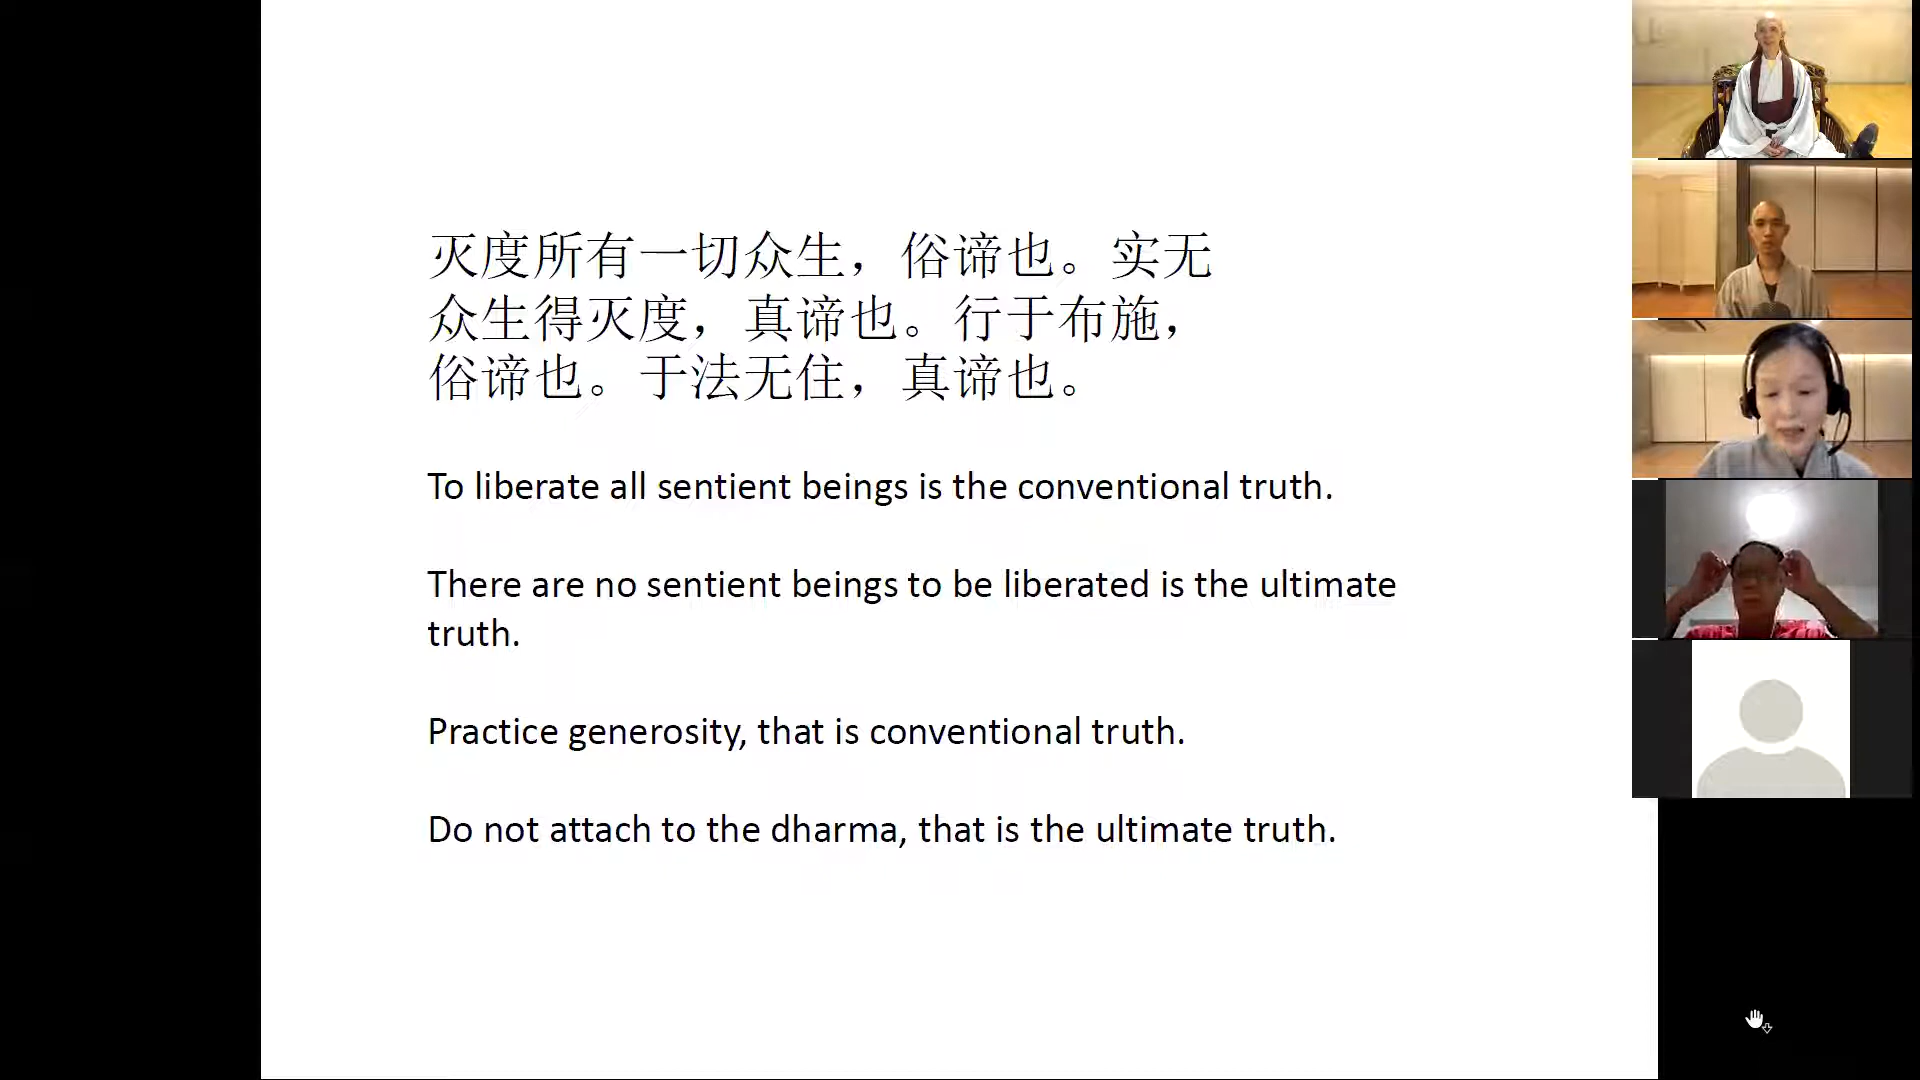 灭度所有一切众生，俗谛也。实无
众生得灭度，真谛也。行于布施，
俗谛也。于法无住，真谛也。
To liberate all sentient beings is the conventional truth.
There are no sentient beings to be liberated is the ultimate
truth.
Practice generosity, that is conventional truth.
Do not attach to the dharma, that is the ultimate truth.